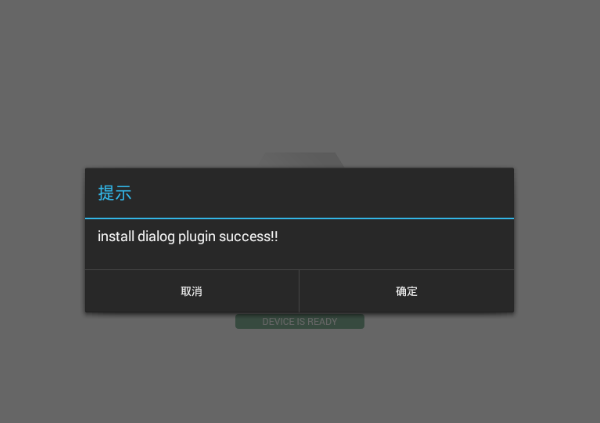 提示
install dialog plugin success!!
取消
确定
DEVICE IS READY